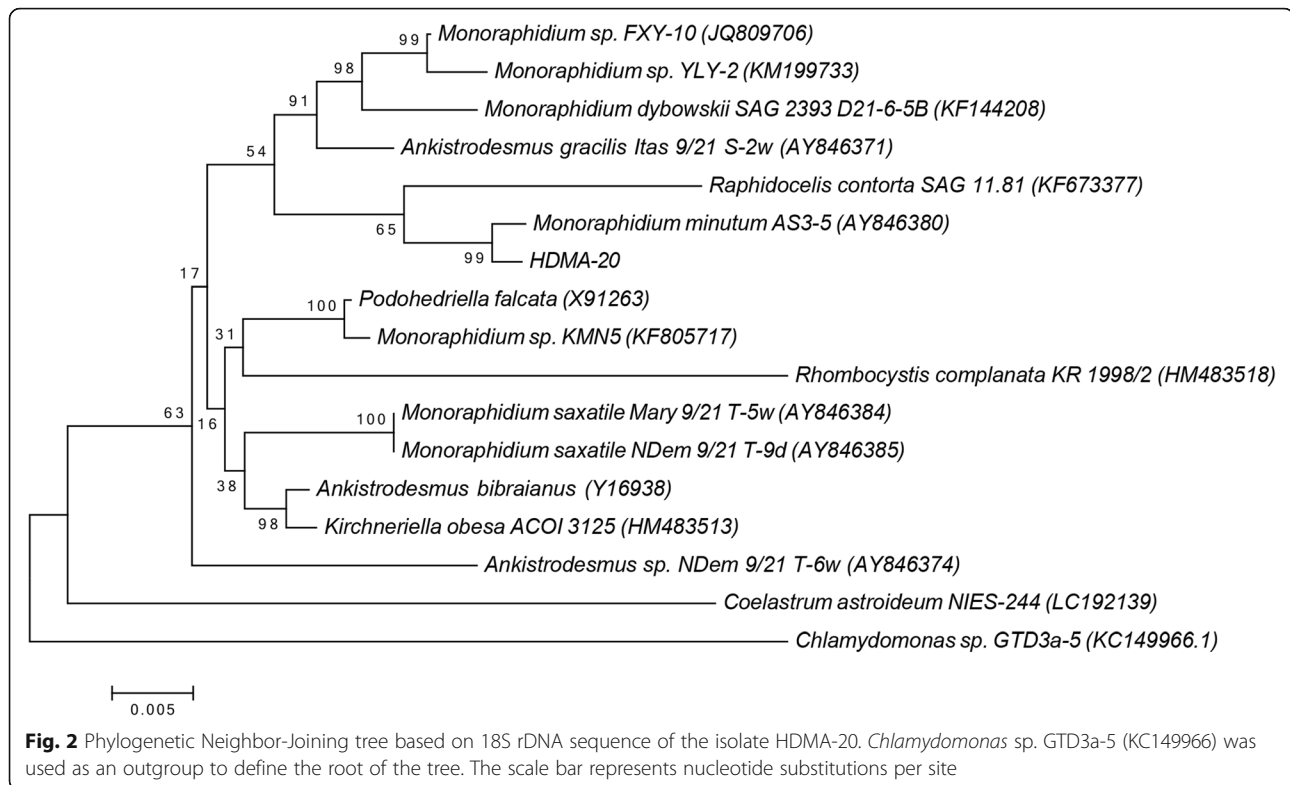 Monoraphidium sp. FXY-10 (JQ809706)
99
Monoraphidium sp. YLY-2 (KM199733)
98
Monoraphidium dybowskii SAG 2393 D21-6-5B (KF144208)
91
Ankistrodesmus gracilis Itas 9/21 S-2w (AY846371)
54
Raphidocelis contorta SAG 11.81 (KF673377)
65
Monoraphidium minutum AS3-5 (AY846380)
99
HDMA-20
17
Podohedriella falcata (X91263)
100
Monoraphidium sp. KMN5 (KF805717)
31
Rhombocystis complanata KR 1998/2 (HM483518)
63
16
Monoraphidium saxatile Mary 9/21 T-5w (AY846384)
100
Monoraphidium saxatile NDem 9/21 T-9d (AY846385)
38
Ankistrodesmus bibraianus (Y16938)
98
Kirchneriella obesa ACOI 3125 (HM483513)
Ankistrodesmus sp. NDem 9/21 T-6w (AY846374)
Coelastrum astroideum NIES-244 (LC192139)
Chlamydomonas sp. GTD3a-5 (KC149966.1)
0.005
Fig. 2 Phylogenetic Neighbor-Joining tree based on 18S rDNA sequence of the isolate HDMA-20. Chlamydomonas sp. GTD3a-5 (KC149966) was
used as an outgroup to define the root of the tree. The scale bar represents nucleotide substitutions per site